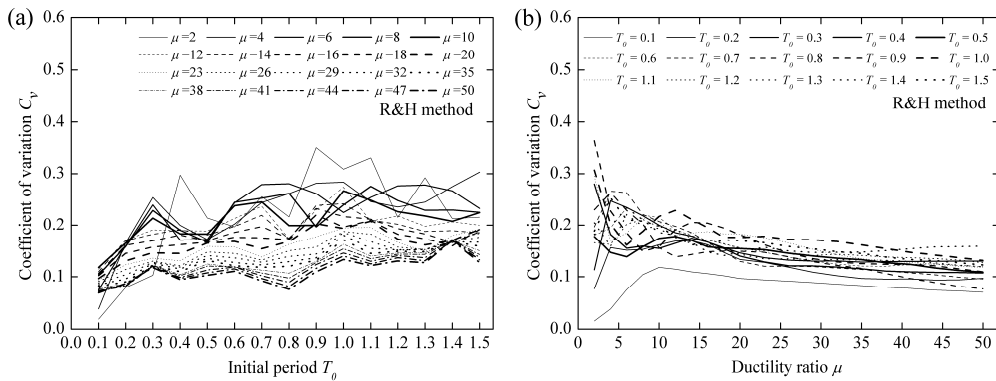 (a)
0.6
0.5
0.4
0.3
0.2
0.1
0.0
Coefficient of variation Cv
μ=2 μ=4 μ=6 μ=8 μ=10
μ=12 μ=14 μ=16 μ=18 μ=20
μ=23 μ=26 μ=29 μ=32 μ=35
μ=38 μ=41 μ=44 μ=47 μ=50
R&H method
0.0 0.1 0.2 0.3 0.4 0.5 0.6 0.7 0.8 0.9 1.0 1.1 1.2 1.3 1.4 1.5
Initial period T0
(b)
0.6
0.5
0.4
0.3
0.2
0.1
0.0
Coefficient of variation Cv
T0 = 0.1 T0 = 0.2 T0 = 0.3 T0 = 0.4 T0 = 0.5
T0 = 0.6 T0 = 0.7 T0 = 0.8 T0 = 0.9 T0 = 1.0
T0 = 1.1 T0 = 1.2 T0 = 1.3 T0 = 1.4 T0 = 1.5
R&H method
0 5 10 15 20 25 30 35 40 45 50
Ductility ratio μ